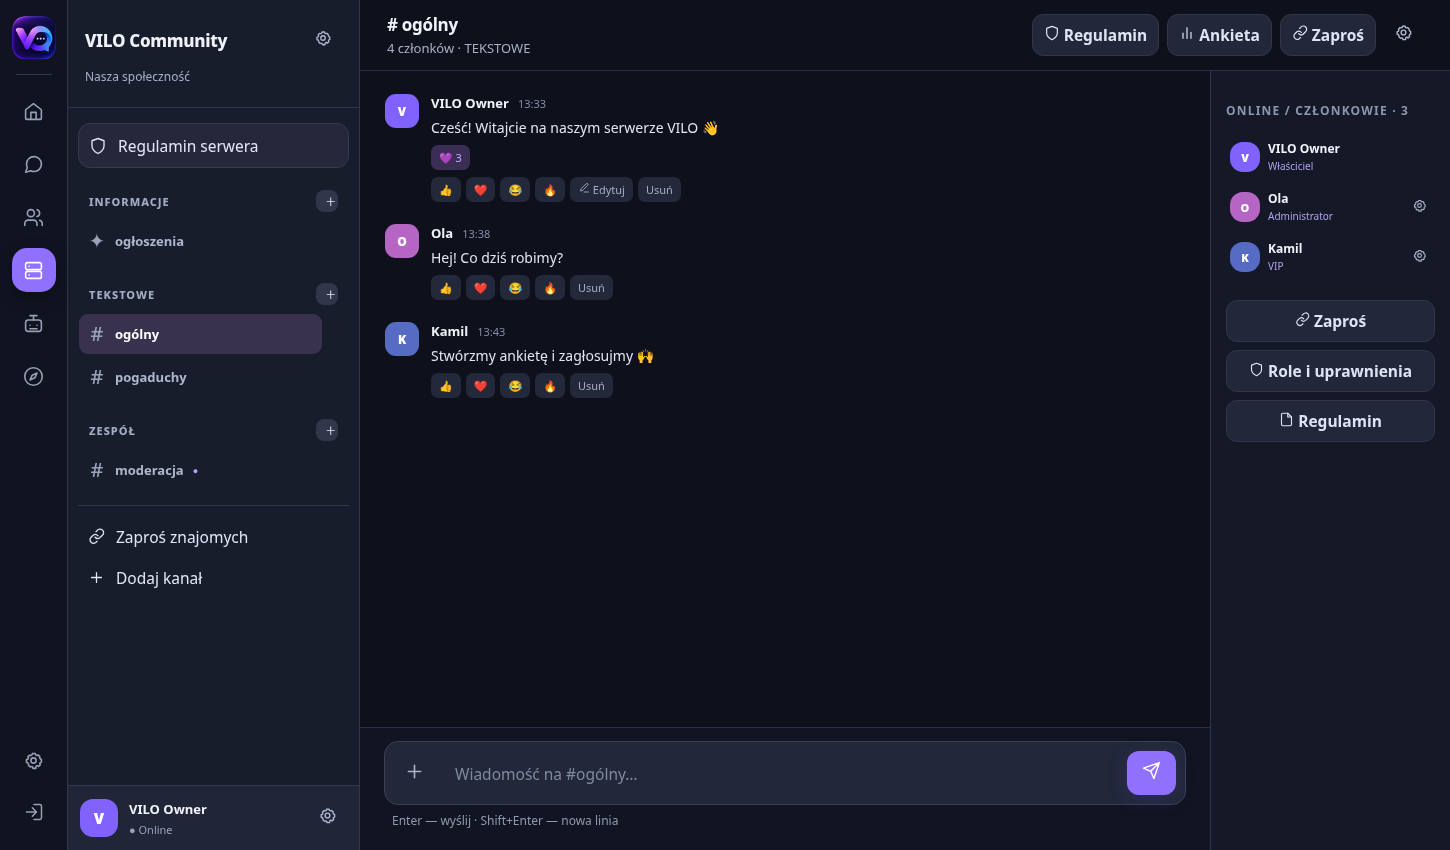 VILO Community
Nasza społeczność
Regulamin serwera
INFORMACJE
ogłoszenia
TEKSTOWE
# ogólny
# pogaduchy
ZESPÓŁ
# moderacja •
Zaproś znajomych
+ Dodaj kanał
V
VILO Owner
● Online
# ogólny
4 członków · TEKSTOWE
Regulamin
Ankieta
Zaproś
V
VILO Owner 13:33
Cześć! Witajcie na naszym serwerze VILO 👋
💜 3
👍 ❤️ 😂 🔥 Edytuj Usuń
O
Ola 13:38
Hej! Co dziś robimy?
👍 ❤️ 😂 🔥 Usuń
K
Kamil 13:43
Stwórzmy ankietę i zagłosujmy 🙌
👍 ❤️ 😂 🔥 Usuń
Wiadomość na #ogólny...
Enter — wyślij · Shift+Enter — nowa linia
ONLINE / CZŁONKOWIE · 3
V
VILO Owner
Właściciel
O
Ola
Administrator
K
Kamil
VIP
Zaproś
Role i uprawnienia
Regulamin